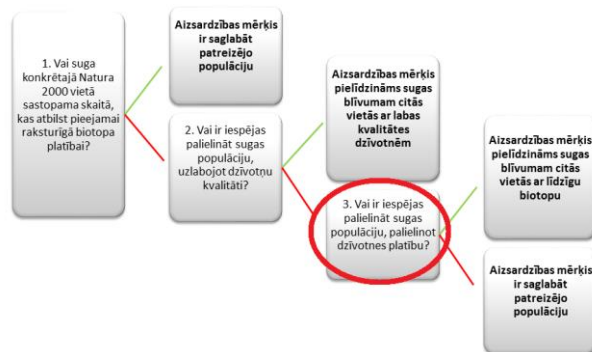 1. Vai suga
konkrētajā Natura
2000 vietā
sastopama skaitā,
kas atbilst pieejamai
raksturīgā biotopa
platībai?
Aizsardzības mērķis
ir saglabāt
patreizējo
populāciju
2. Vai ir iespējas
palielināt sugas
populāciju,
uzlabojot dzīvotņu
kvalitāti?
Aizsardzības mērķis
pielīdzināms sugas
blīvumam citās
vietās ar labas
kvalitātes
dzīvotnēm
3. Vai ir iespējas
palielināt sugas
populāciju, palielinot
dzīvotnes platību?
Aizsardzības mērķis
pielīdzināms sugas
blīvumam citās
vietās ar līdzīgu
biotopu
Aizsardzības mērķis
ir saglabāt
patreizējo
populāciju